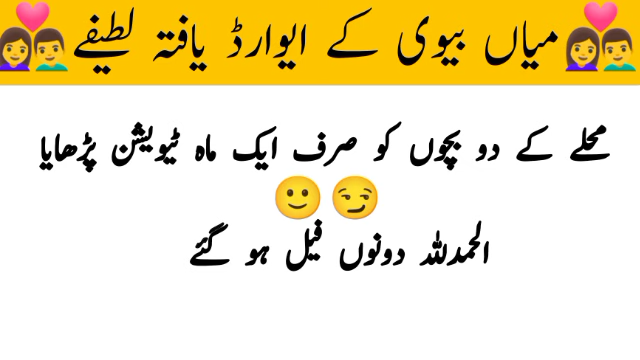 میاں بیوی کے ایوارڈ یافتہ لطیفے
محلے کے دو بچوں کو صرف ایک ماہ ٹیویشن پڑھایا
الحمدللہ دونوں فیل ہو گئے